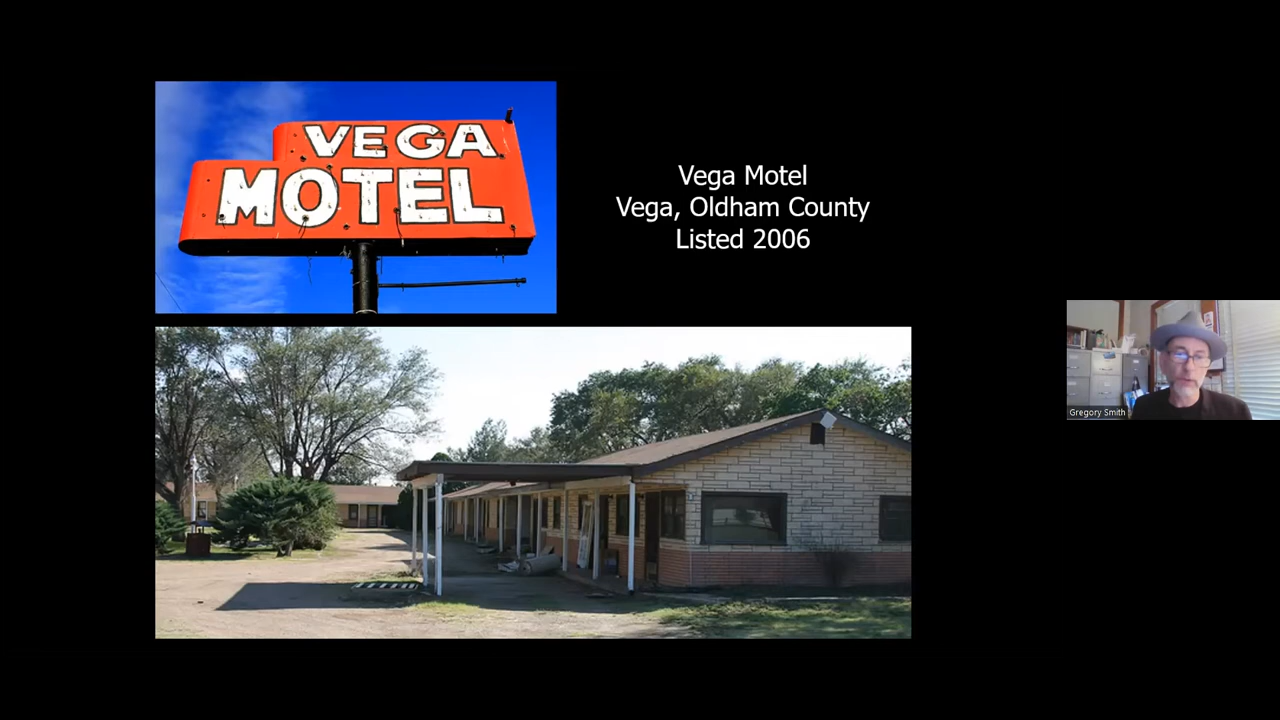 VEGA
MOTEL
Vega Motel
Vega, Oldham County
Listed 2006
Gregory Smith